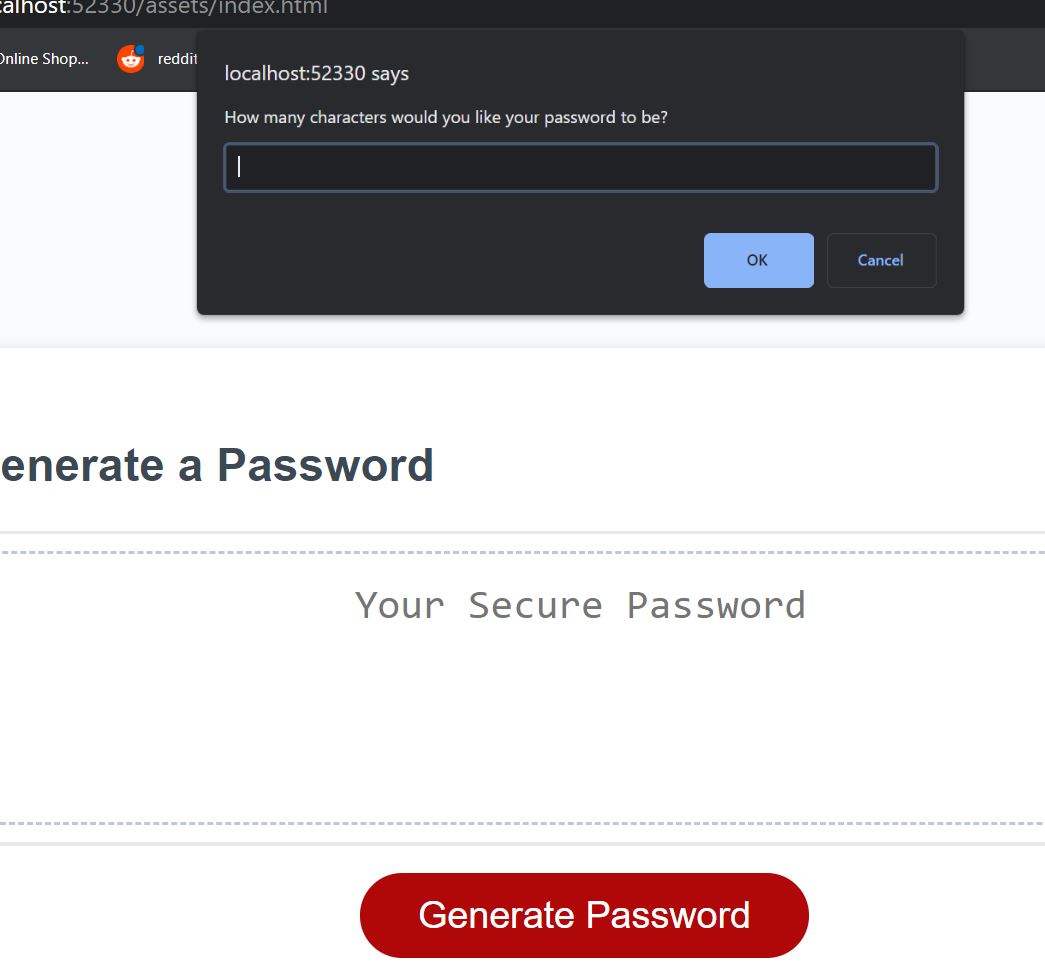 calhost:52330/assets/index.html
Online Shop... reddit
localhost:52330 says
How many characters would you like your password to be?
OK Cancel
enerate a Password
Your Secure Password
Generate Password